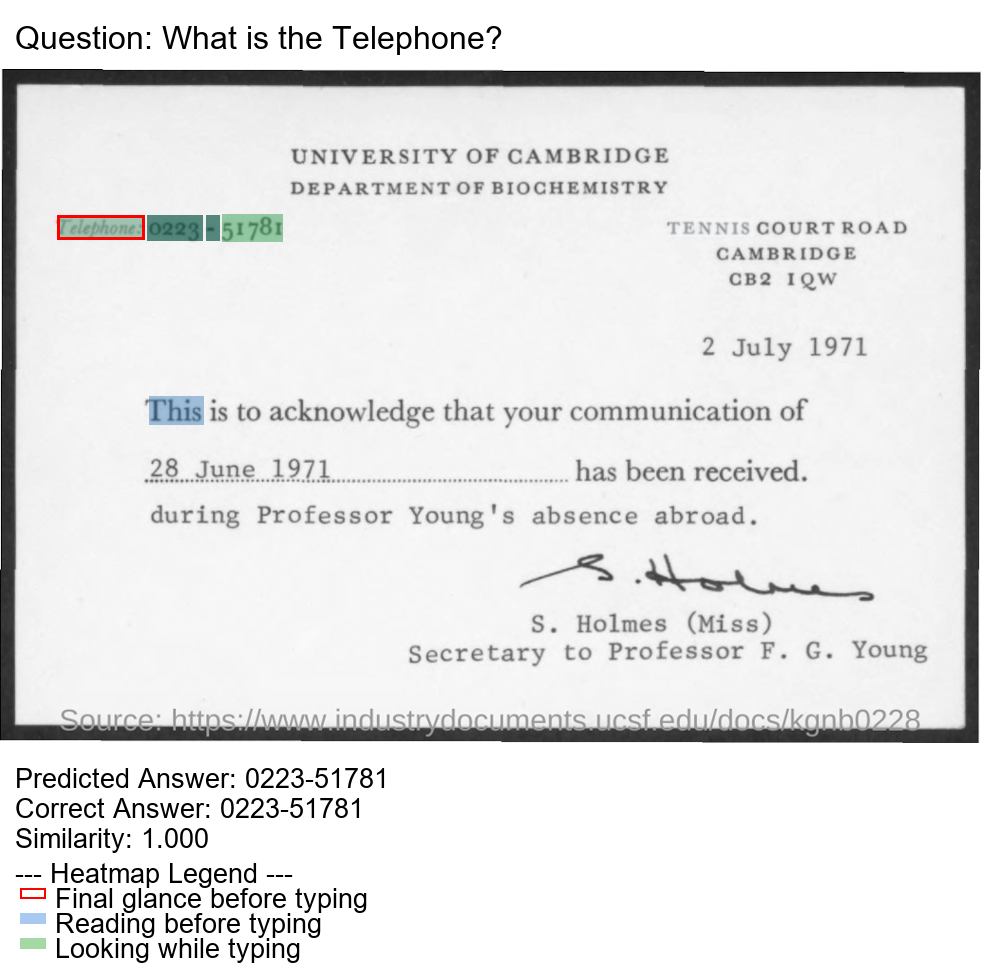 Question: What is the Telephone?
UNIVERSITY OF CAMBRIDGE
DEPARTMENT OF BIOCHEMISTRY
Telephone: 0223 - 51781
TENNIS COURT ROAD
CAMBRIDGE
CB2 1QW
2 July 1971
This is to acknowledge that your communication of
28 June 1971 has been received.
during Professor Young's absence abroad.
S. Holmes
S. Holmes (Miss)
Secretary to Professor F. G. Young
Source: https://www.industrydocuments.ucsf.edu/docs/kgnb0228
Predicted Answer: 0223-51781
Correct Answer: 0223-51781
Similarity: 1.000
--- Heatmap Legend ---
Final glance before typing
Reading before typing
Looking while typing